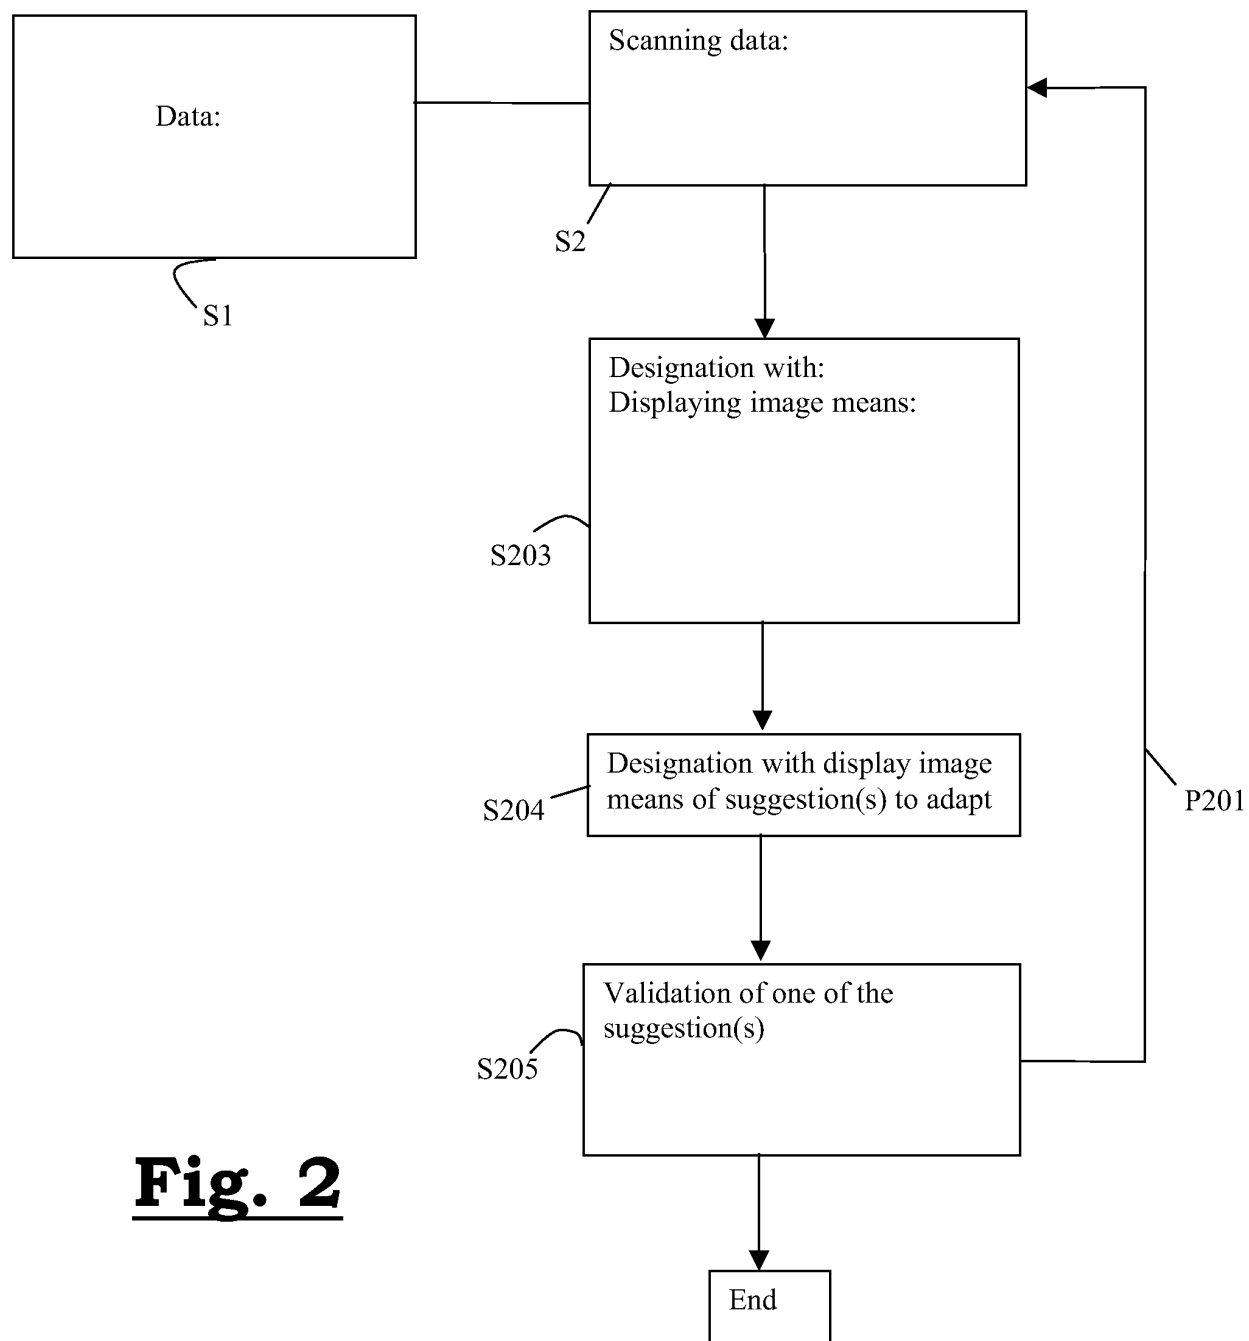 Data:
S1
Scanning data:
S2
Designation with:
Displaying image means:
S203
Designation with display image
means of suggestion(s) to adapt
S204
P201
Validation of one of the
suggestion(s)
S205
End
Fig. 2